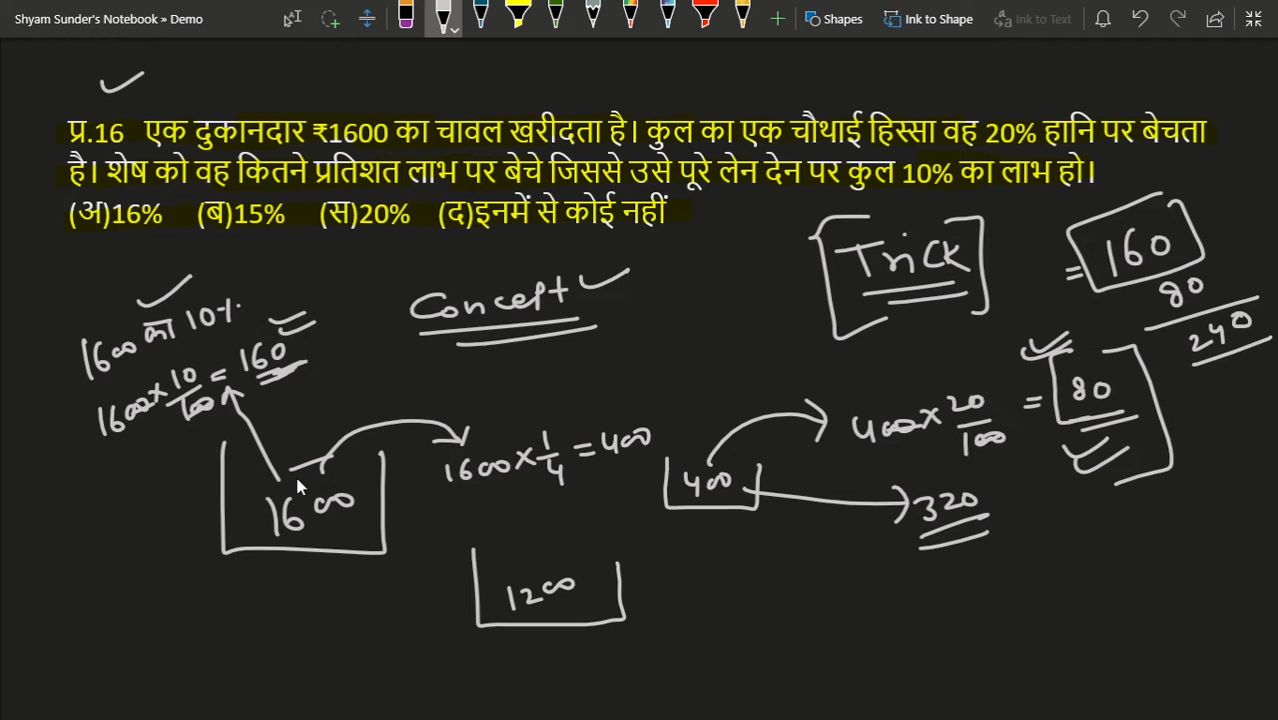 Shyam Sunder's Notebook » Demo
Shapes
Ink to Shape
Ink to Text
प्र.16 एक दुकानदार ₹1600 का चावल खरीदता है। कुल का एक चौथाई हिस्सा वह 20% हानि पर बेचता
है। शेष को वह कितने प्रतिशत लाभ पर बेचे जिससे उसे पूरे लेन देन पर कुल 10% का लाभ हो।
(अ)16% (ब)15% (स)20% (द)इनमें से कोई नहीं
Concept
Trick
= 160
80
240
1600 का 10%
1600 × 10/100 = 160
1600 × 1/4 = 400
400
400 × 20/100 = 80
320
1600
1200